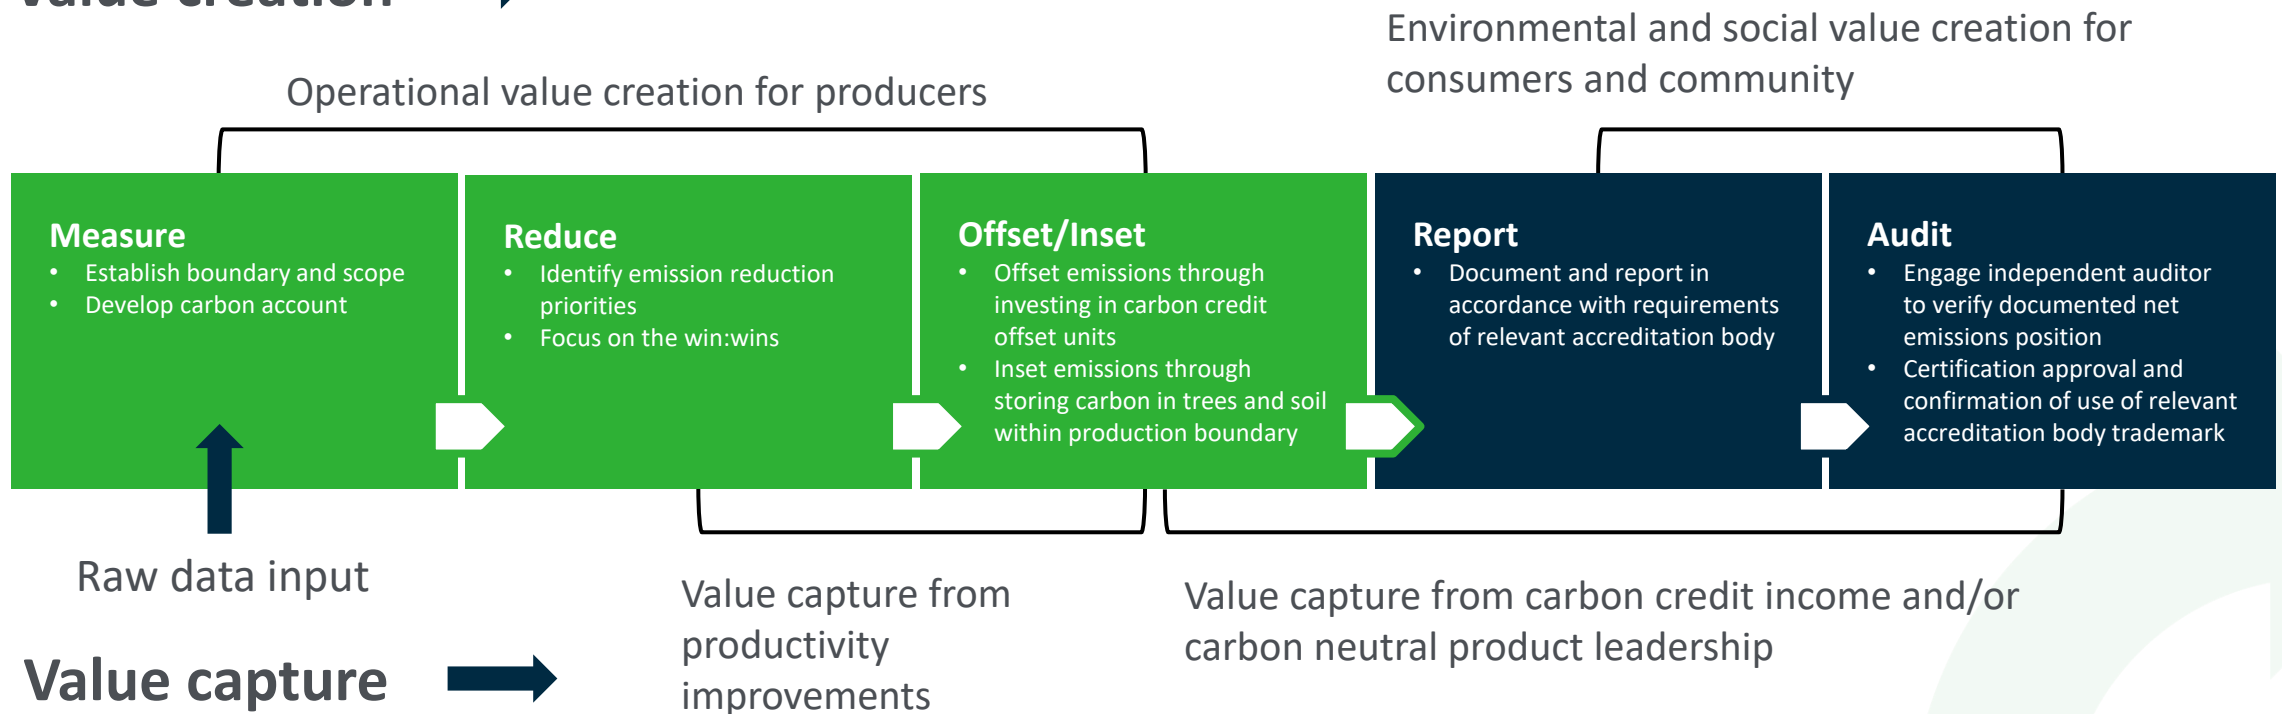 Value creation
Environmental and social value creation for
consumers and community
Operational value creation for producers
Measure
• Establish boundary and scope
• Develop carbon account
Reduce
• Identify emission reduction
priorities
• Focus on the win:wins
Offset/Inset
• Offset emissions through
investing in carbon credit
offset units
• Inset emissions through
storing carbon in trees and soil
within production boundary
Report
• Document and report in
accordance with requirements
of relevant accreditation body
Audit
• Engage independent auditor
to verify documented net
emissions position
• Certification approval and
confirmation of use of relevant
accreditation body trademark
Raw data input
Value capture from
productivity
improvements
Value capture from carbon credit income and/or
carbon neutral product leadership
Value capture